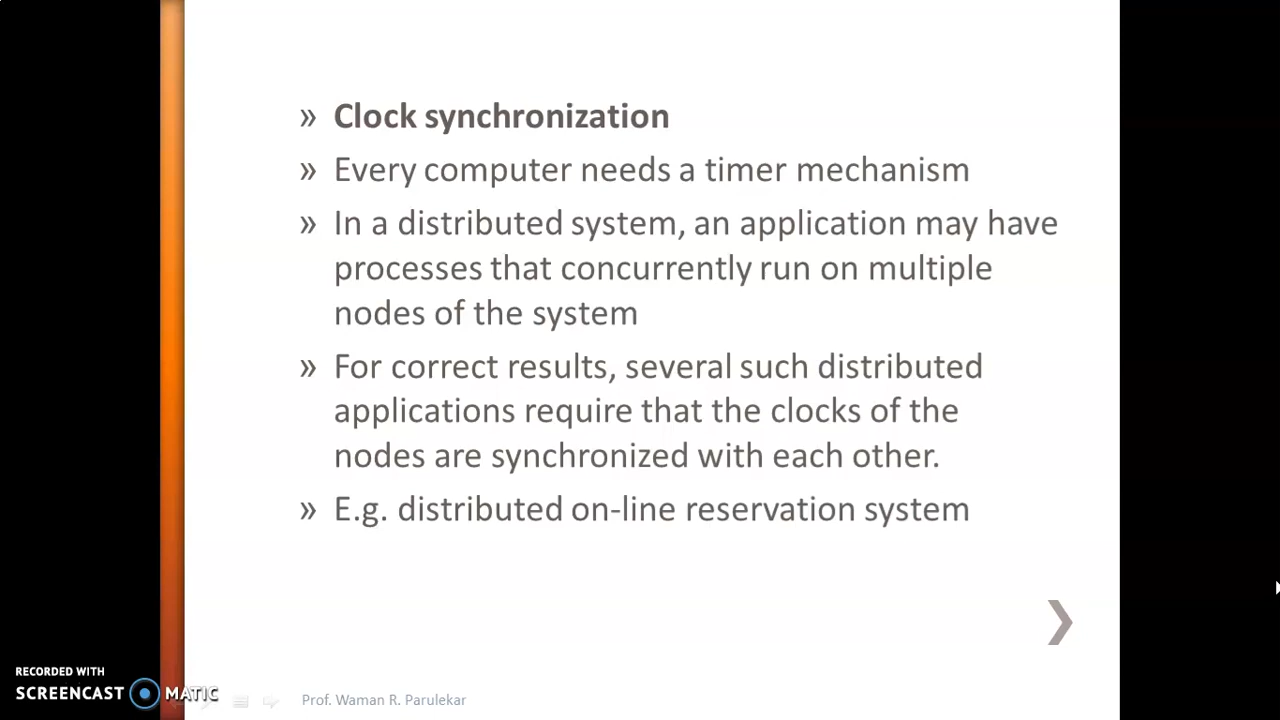 » Clock synchronization
» Every computer needs a timer mechanism
» In a distributed system, an application may have
processes that concurrently run on multiple
nodes of the system
» For correct results, several such distributed
applications require that the clocks of the
nodes are synchronized with each other.
» E.g. distributed on-line reservation system
RECORDED WITH
SCREENCAST MATIC
Prof. Waman R. Parulekar